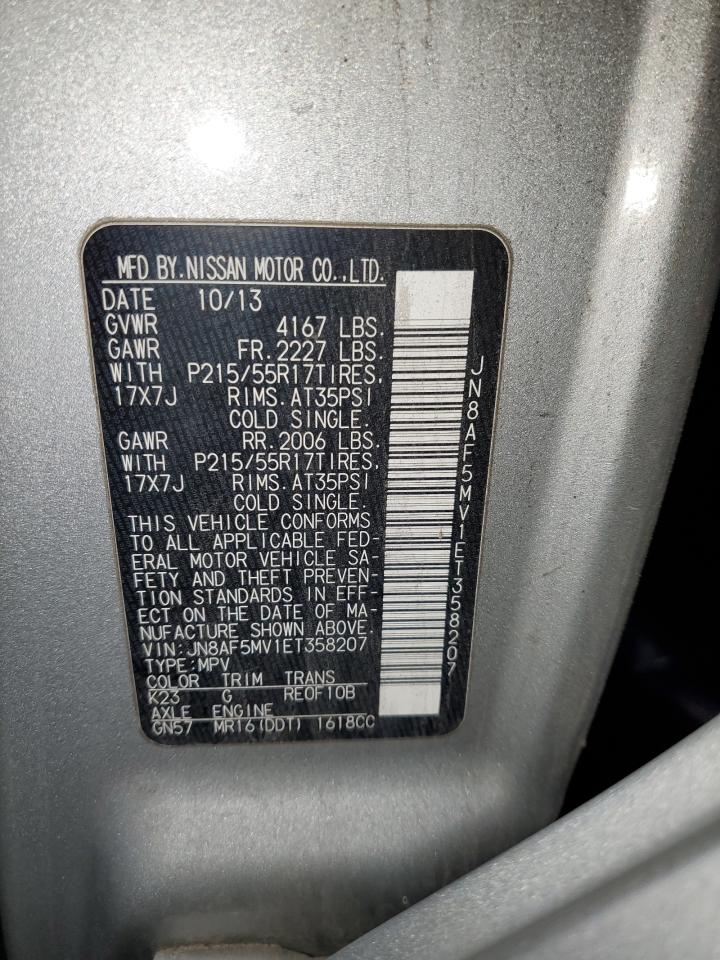 MFD BY.NISSAN MOTOR CO.,LTD.
DATE 10/13
GVWR 4167 LBS.
GAWR FR.2227 LBS.
WITH P215/55R17TIRES,
17X7J RIMS.AT35PSI
COLD SINGLE.
GAWR RR.2006 LBS.
WITH P215/55R17TIRES,
17X7J RIMS.AT35PSI
COLD SINGLE.
THIS VEHICLE CONFORMS
TO ALL APPLICABLE FED-
ERAL MOTOR VEHICLE SA-
FETY AND THEFT PREVEN-
TION STANDARDS IN EFF-
ECT ON THE DATE OF MA-
NUFACTURE SHOWN ABOVE.
VIN:JN8AF5MV1ET358207
TYPE:MPV
COLOR TRIM TRANS
K23 G RE0F10B
AXLE ENGINE
GN57 MR16(DDT) 1618CC
JN8AF5MV1ET358207